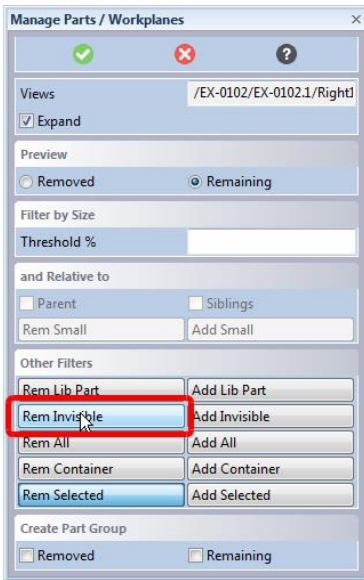 Manage Parts / Workplanes
Views /EX-0102/EX-0102.1/Right1
Expand
Preview
Removed Remaining
Filter by Size
Threshold %
and Relative to
Parent Siblings
Rem Small Add Small
Other Filters
Rem Lib Part Add Lib Part
Rem Invisible Add Invisible
Rem All Add All
Rem Container Add Container
Rem Selected Add Selected
Create Part Group
Removed Remaining